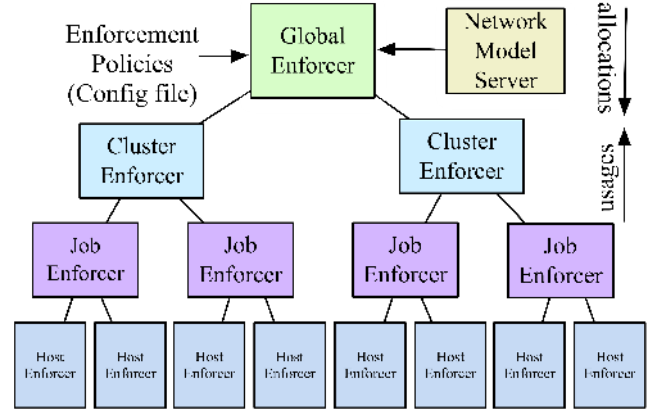 Enforcement
Policies
(Config file)
Global
Enforcer
Network
Model
Server
allocations
usages
Cluster
Enforcer
Cluster
Enforcer
Job
Enforcer
Job
Enforcer
Job
Enforcer
Job
Enforcer
Host
Enforcer
Host
Enforcer
Host
Enforcer
Host
Enforcer
Host
Enforcer
Host
Enforcer
Host
Enforcer
Host
Enforcer